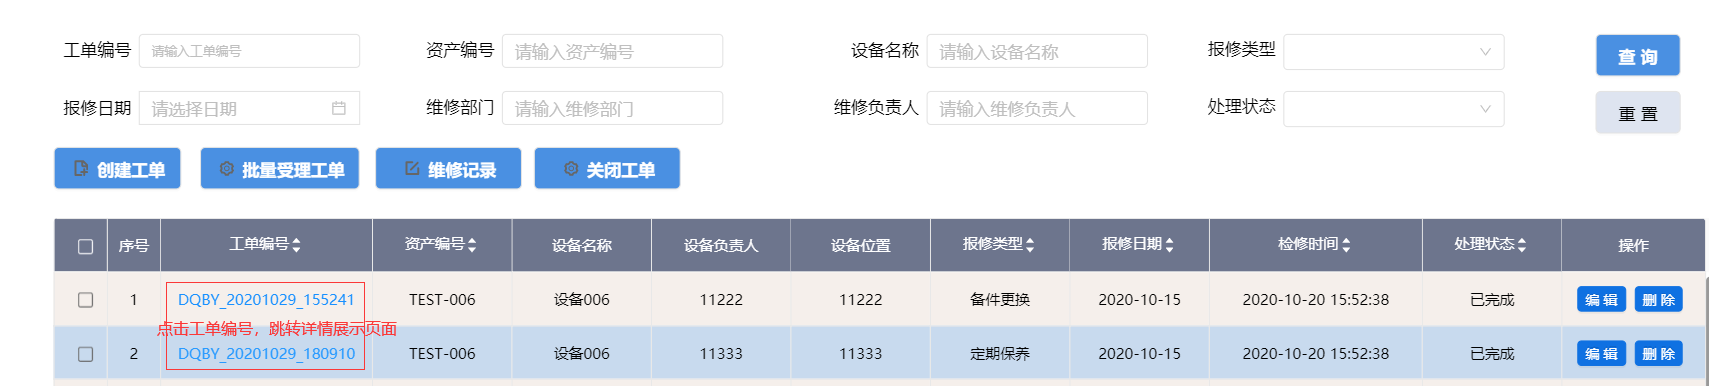 工单编号 请输入工单编号 资产编号 请输入资产编号 设备名称 请输入设备名称 报修类型 查 询
报修日期 请选择日期 维修部门 请输入维修部门 维修负责人 请输入维修负责人 处理状态 重 置
创建工单 批量受理工单 维修记录 关闭工单
序号 工单编号 资产编号 设备名称 设备负责人 设备位置 报修类型 报修日期 检修时间 处理状态 操作
1 DQBY_20201029_155241 TEST-006 设备006 11222 11222 备件更换 2020-10-15 2020-10-20 15:52:38 已完成 编 辑 删 除
点击工单编号，跳转详情展示页面
2 DQBY_20201029_180910 TEST-006 设备006 11333 11333 定期保养 2020-10-15 2020-10-20 15:52:38 已完成 编 辑 删 除